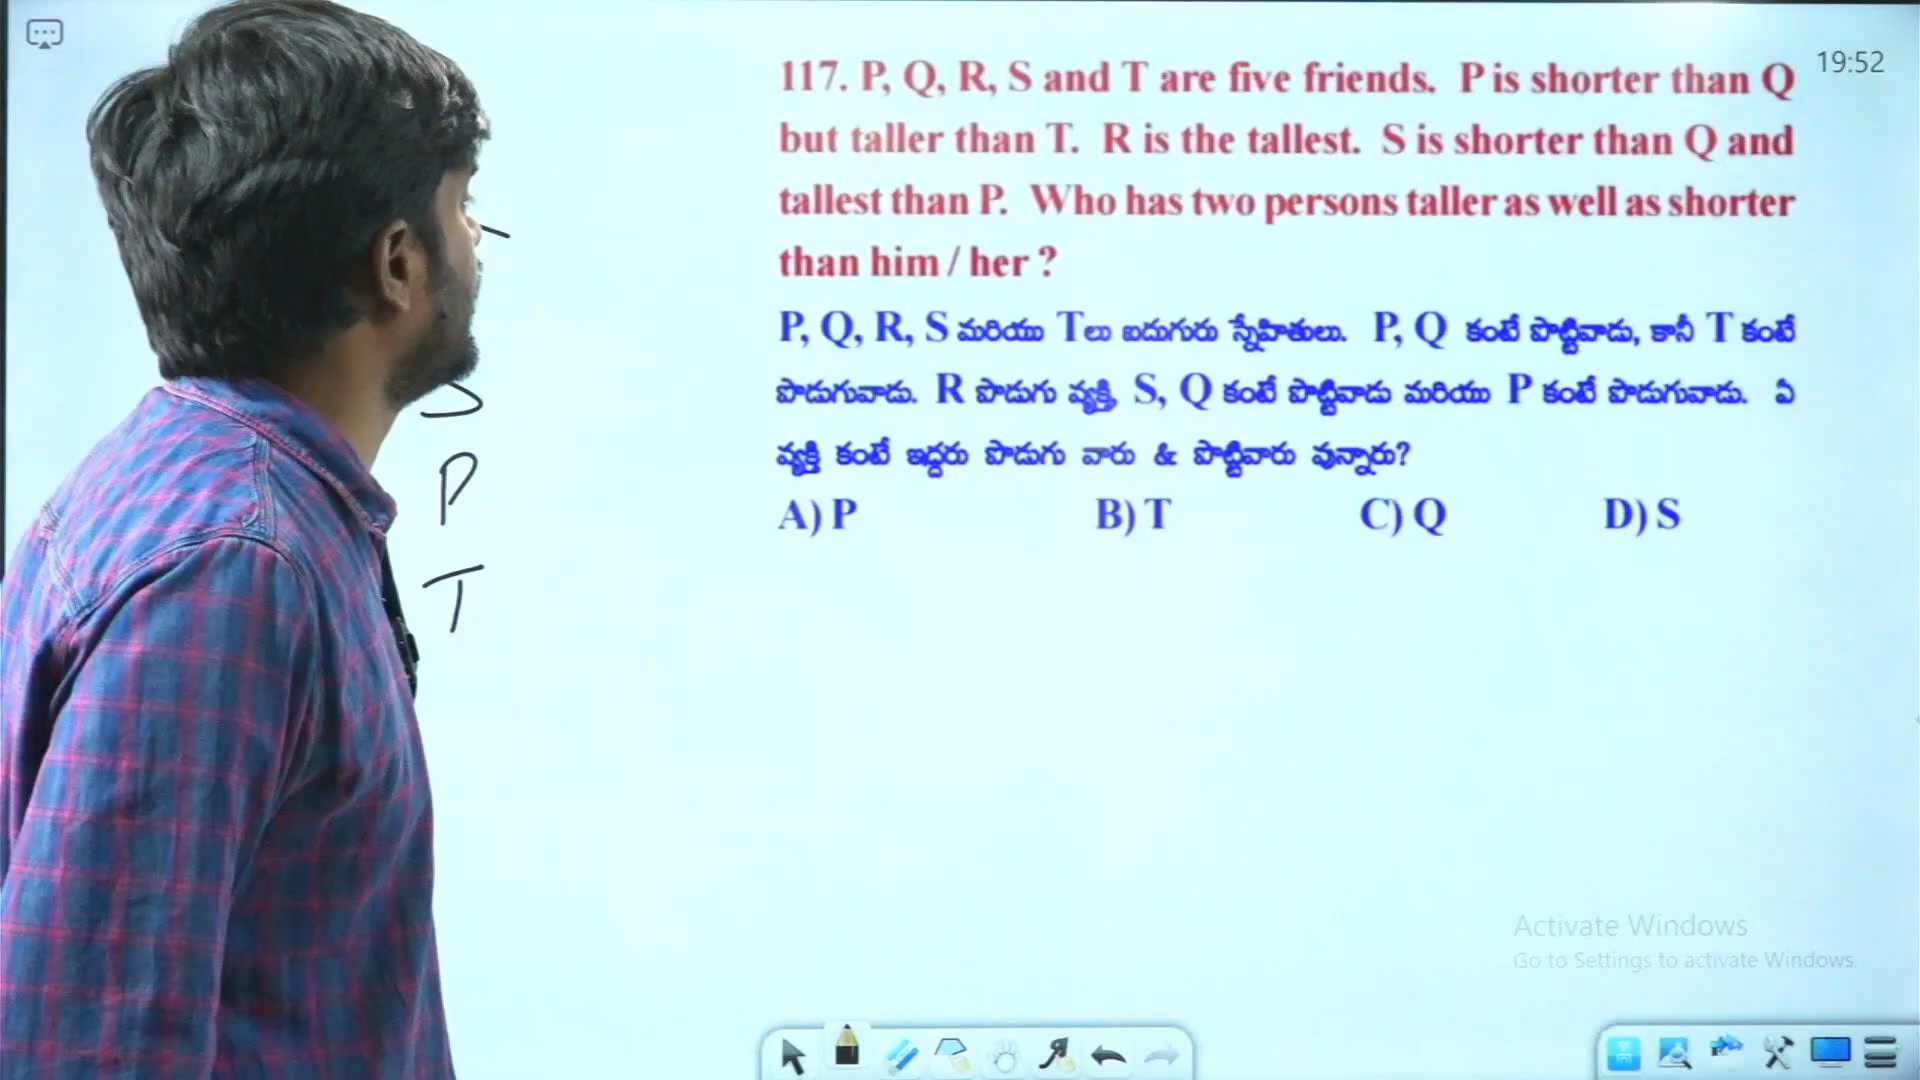 19:52
117. P, Q, R, S and T are five friends. P is shorter than Q
but taller than T. R is the tallest. S is shorter than Q and
tallest than P. Who has two persons taller as well as shorter
than him / her ?
P, Q, R, S మరియు Tలు ఐదుగురు స్నేహితులు. P, Q కంటే పొట్టివాడు, కానీ T కంటే
పొడుగువాడు. R పొడుగు వ్యక్తి, S, Q కంటే పొట్టివాడు మరియు P కంటే పొడుగువాడు. ఏ
వ్యక్తి కంటే ఇద్దరు పొడుగు వారు & పొట్టివారు వున్నారు?
A) P B) T C) Q D) S
P
T
Activate Windows
Go to Settings to activate Windows.